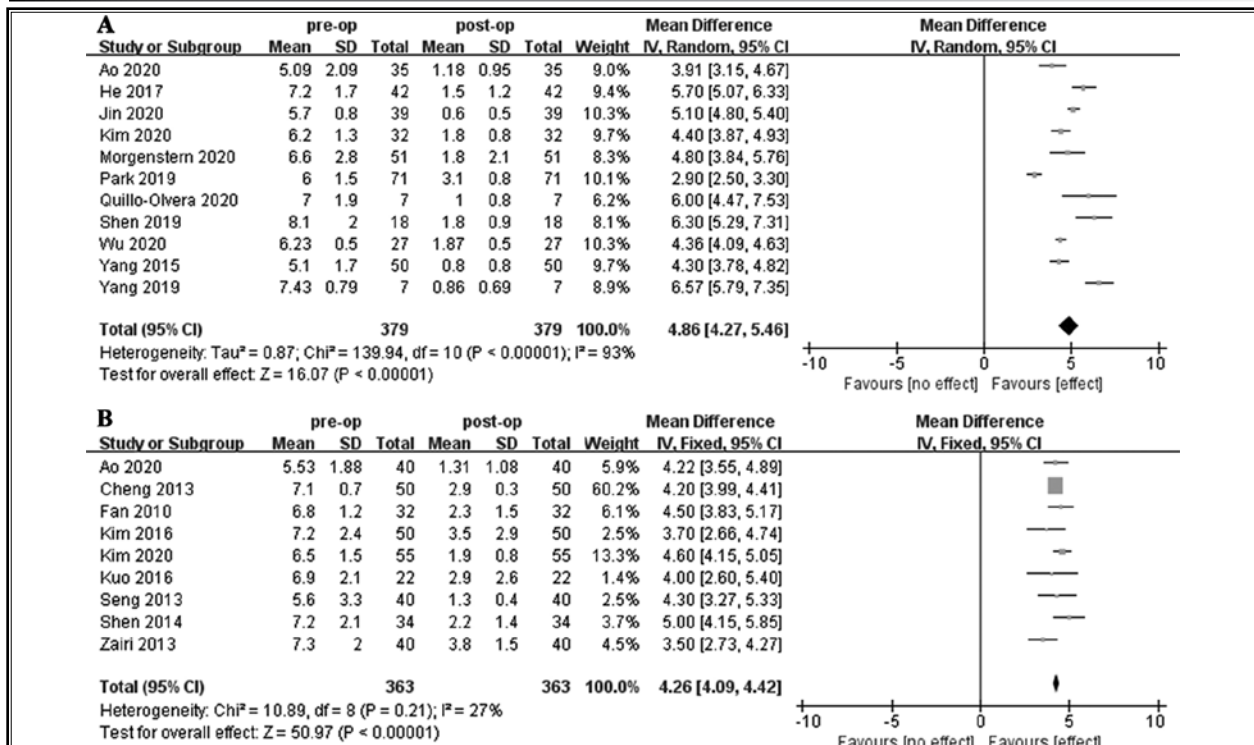 A pre-op post-op Mean Difference Mean Difference
Study or Subgroup Mean SD Total Mean SD Total Weight IV, Random, 95% CI IV, Random, 95% CI
Ao 2020 5.09 2.09 35 1.18 0.95 35 9.0% 3.91 [3.15, 4.67]
He 2017 7.2 1.7 42 1.5 1.2 42 9.4% 5.70 [5.07, 6.33]
Jin 2020 5.7 0.8 39 0.6 0.5 39 10.3% 5.10 [4.80, 5.40]
Kim 2020 6.2 1.3 32 1.8 0.8 32 9.7% 4.40 [3.87, 4.93]
Morgenstern 2020 6.6 2.8 51 1.8 2.1 51 8.3% 4.80 [3.84, 5.76]
Park 2019 6 1.5 71 3.1 0.8 71 10.1% 2.90 [2.50, 3.30]
Quillo-Olvera 2020 7 1.9 7 1 0.8 7 6.2% 6.00 [4.47, 7.53]
Shen 2019 8.1 2 18 1.8 0.9 18 8.1% 6.30 [5.29, 7.31]
Wu 2020 6.23 0.5 27 1.87 0.5 27 10.3% 4.36 [4.09, 4.63]
Yang 2015 5.1 1.7 50 0.8 0.8 50 9.7% 4.30 [3.78, 4.82]
Yang 2019 7.43 0.79 7 0.86 0.69 7 8.9% 6.57 [5.79, 7.35]
Total (95% CI) 379 379 100.0% 4.86 [4.27, 5.46]
Heterogeneity: Tau² = 0.87; Chi² = 139.94, df = 10 (P < 0.00001); I² = 93%
Test for overall effect: Z = 16.07 (P < 0.00001)
-10 -5 0 5 10
Favours [no effect] Favours [effect]
B pre-op post-op Mean Difference Mean Difference
Study or Subgroup Mean SD Total Mean SD Total Weight IV, Fixed, 95% CI IV, Fixed, 95% CI
Ao 2020 5.53 1.88 40 1.31 1.08 40 5.9% 4.22 [3.55, 4.89]
Cheng 2013 7.1 0.7 50 2.9 0.3 50 60.2% 4.20 [3.99, 4.41]
Fan 2010 6.8 1.2 32 2.3 1.5 32 6.1% 4.50 [3.83, 5.17]
Kim 2016 7.2 2.4 50 3.5 2.9 50 2.5% 3.70 [2.66, 4.74]
Kim 2020 6.5 1.5 55 1.9 0.8 55 13.3% 4.60 [4.15, 5.05]
Kuo 2016 6.9 2.1 22 2.9 2.6 22 1.4% 4.00 [2.60, 5.40]
Seng 2013 5.6 3.3 40 1.3 0.4 40 2.5% 4.30 [3.27, 5.33]
Shen 2014 7.2 2.1 34 2.2 1.4 34 3.7% 5.00 [4.15, 5.85]
Zairi 2013 7.3 2 40 3.8 1.5 40 4.5% 3.50 [2.73, 4.27]
Total (95% CI) 363 363 100.0% 4.26 [4.09, 4.42]
Heterogeneity: Chi² = 10.89, df = 8 (P = 0.21); I² = 27%
Test for overall effect: Z = 50.97 (P < 0.00001)
-10 -5 0 5 10
Favours [no effect] Favours [effect]